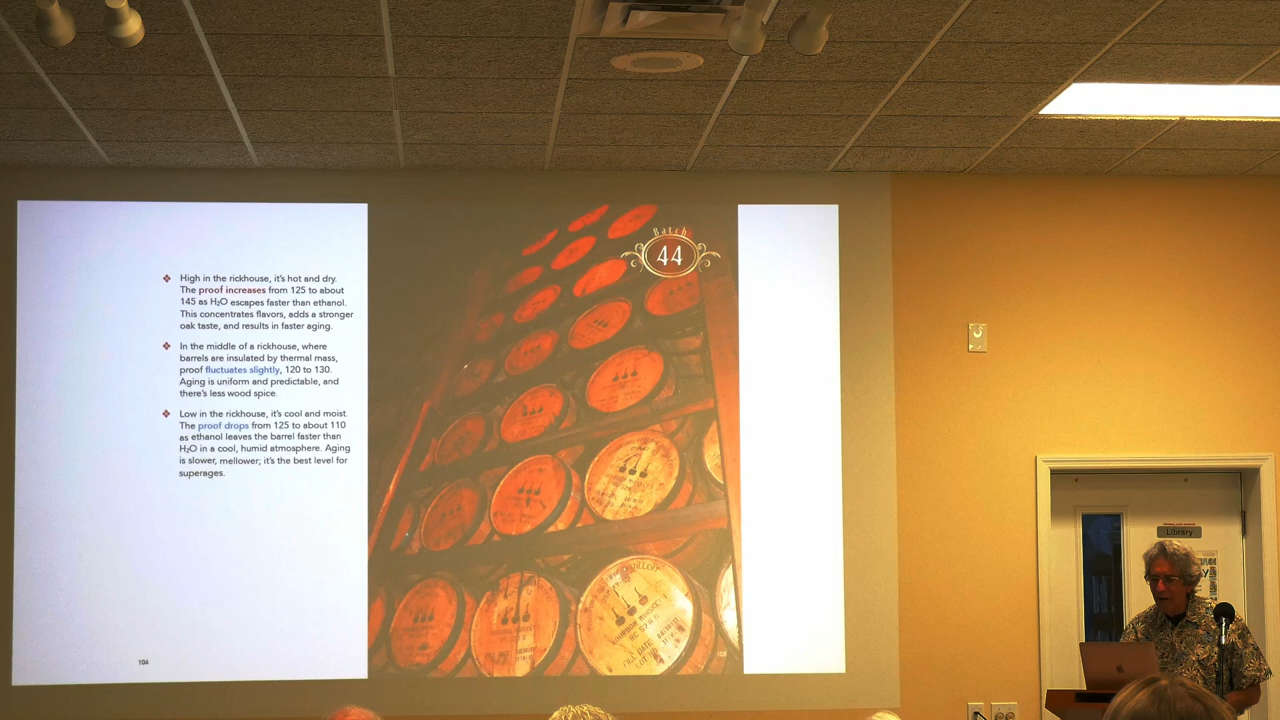 High in the rickhouse, it's hot and dry.
The proof increases from 125 to about
145 as H₂O escapes faster than ethanol.
This concentrates flavors, adds a stronger
oak taste, and results in faster aging.
In the middle of a rickhouse, where
barrels are insulated by thermal mass,
proof fluctuates slightly, 120 to 130.
Aging is uniform and predictable, and
there's less wood spice.
Low in the rickhouse, it's cool and moist.
The proof drops from 125 to about 110
as ethanol leaves the barrel faster than
H₂O in a cool, humid atmosphere. Aging
is slower, mellower; it's the best level for
superages.
104
Batch
44
BOURBON WHISKEY
FILL DATE
LOT
Library